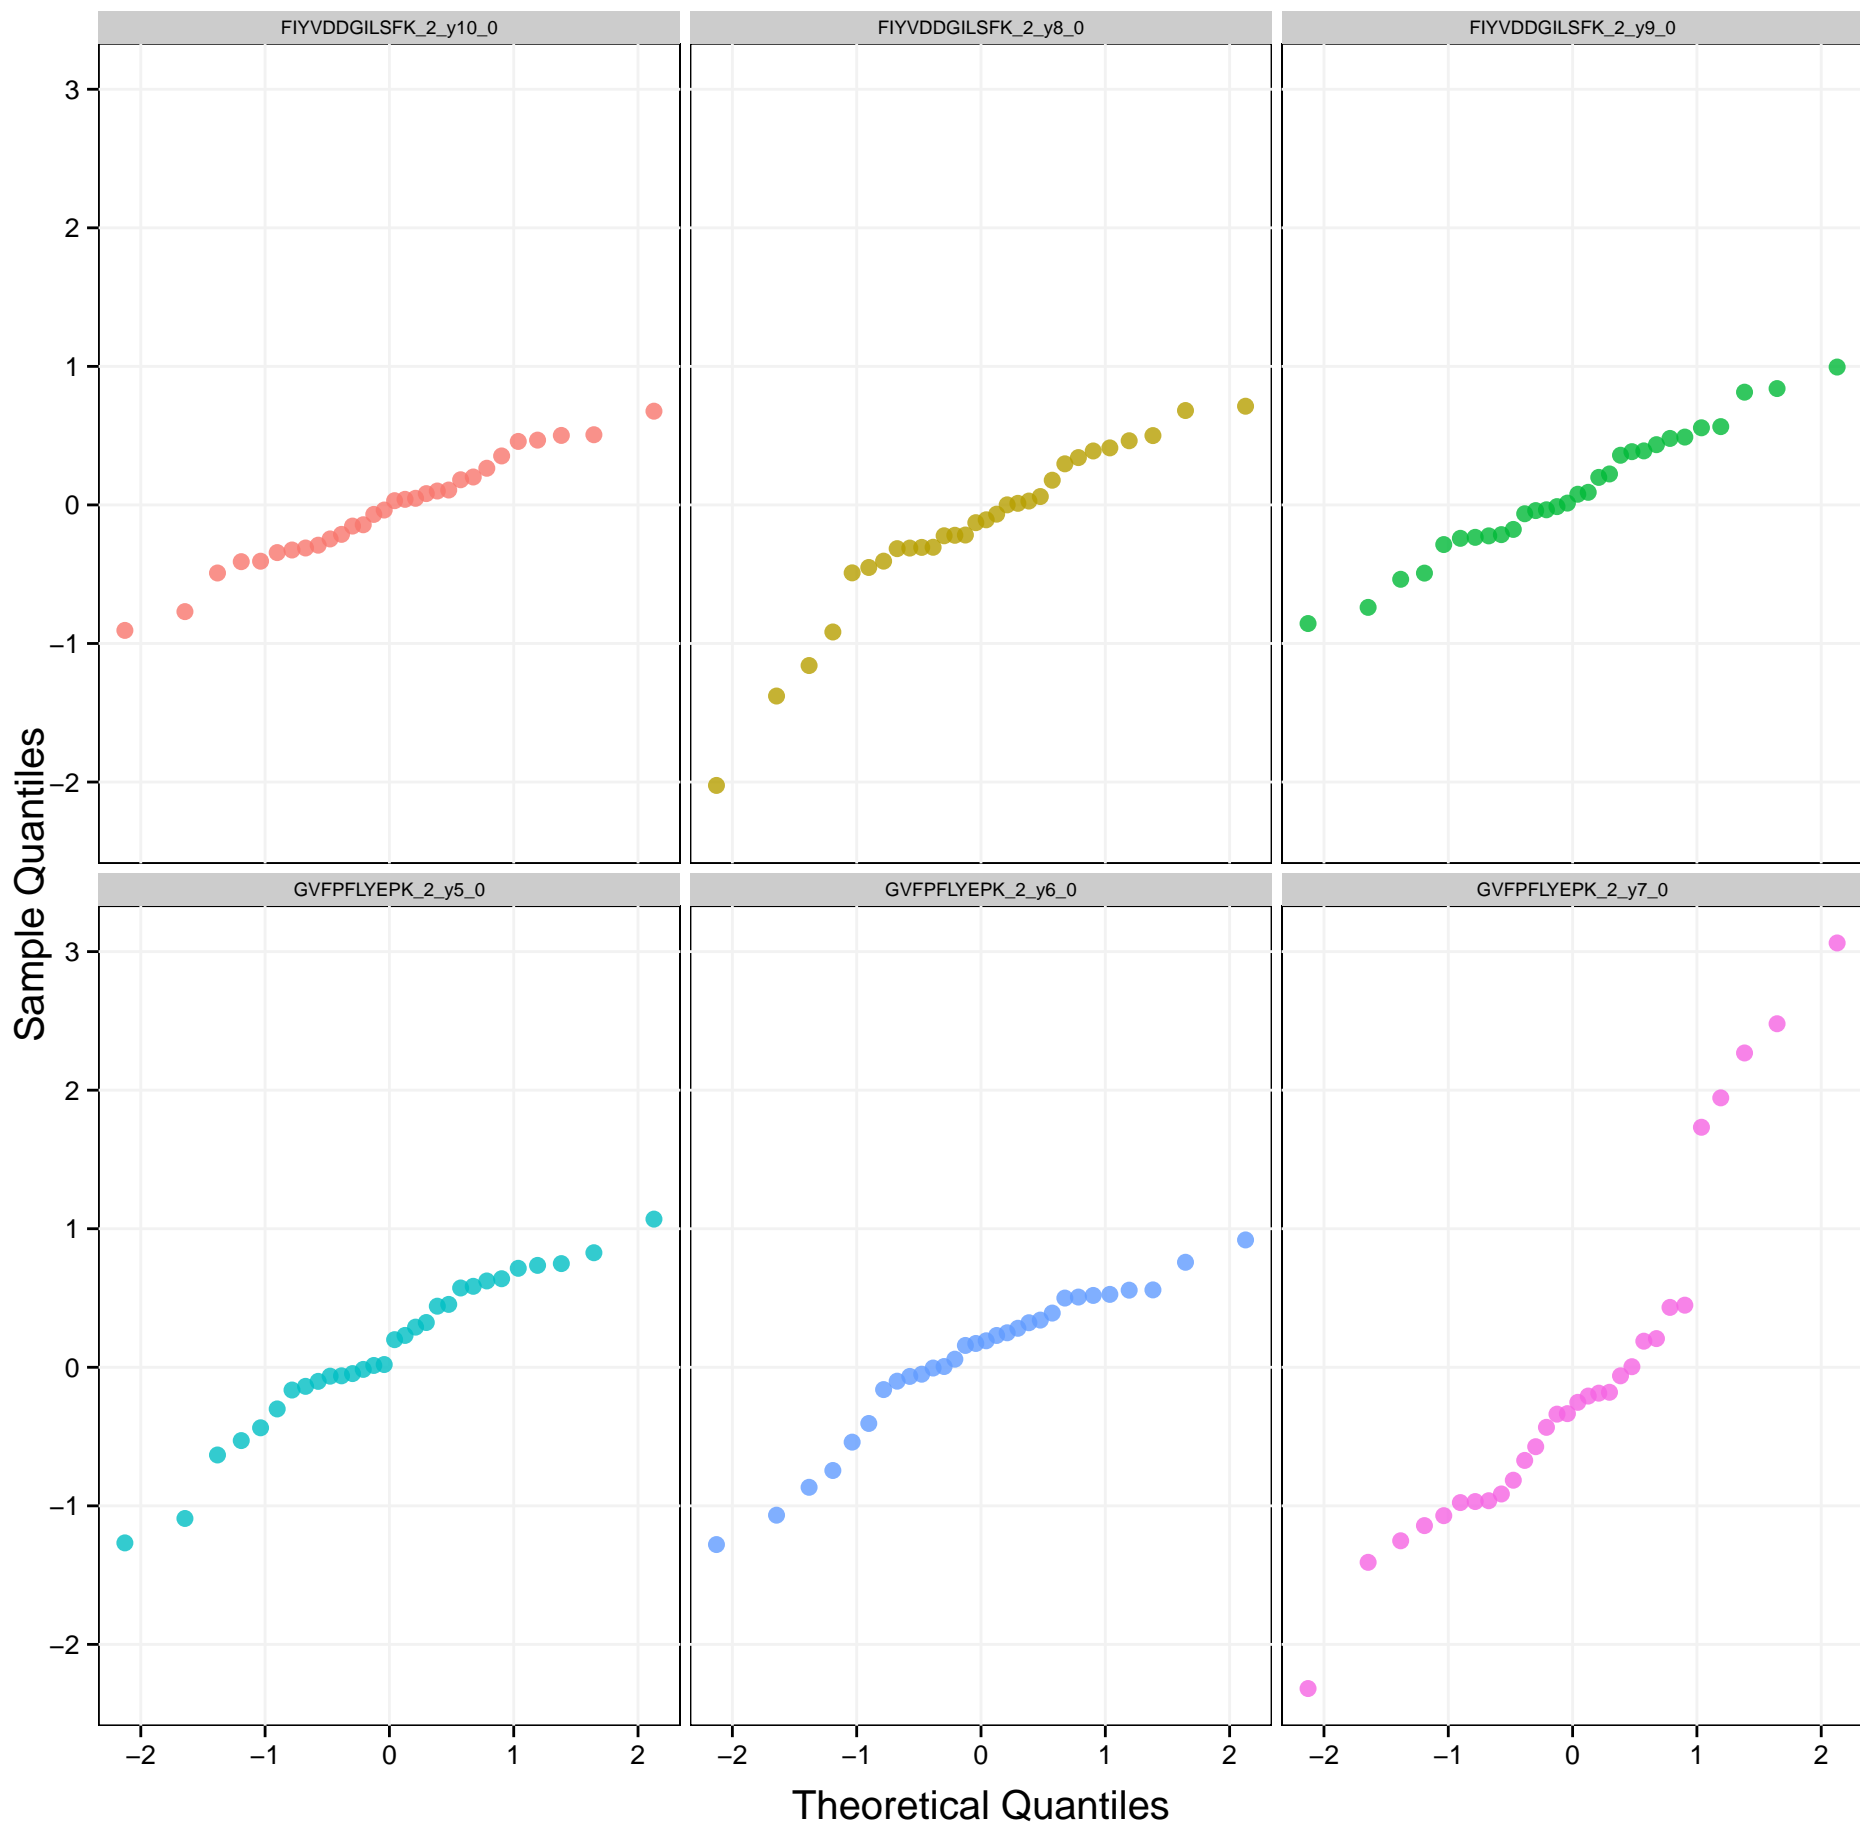 FIYVDDGILSFK_2_y10_0 FIYVDDGILSFK_2_y8_0 FIYVDDGILSFK_2_y9_0
3
2
1
0
−1
−2
Sample Quantiles
GVFPFLYEPK_2_y5_0 GVFPFLYEPK_2_y6_0 GVFPFLYEPK_2_y7_0
3
2
1
0
−1
−2
−2 −1 0 1 2 −2 −1 0 1 2 −2 −1 0 1 2
Theoretical Quantiles